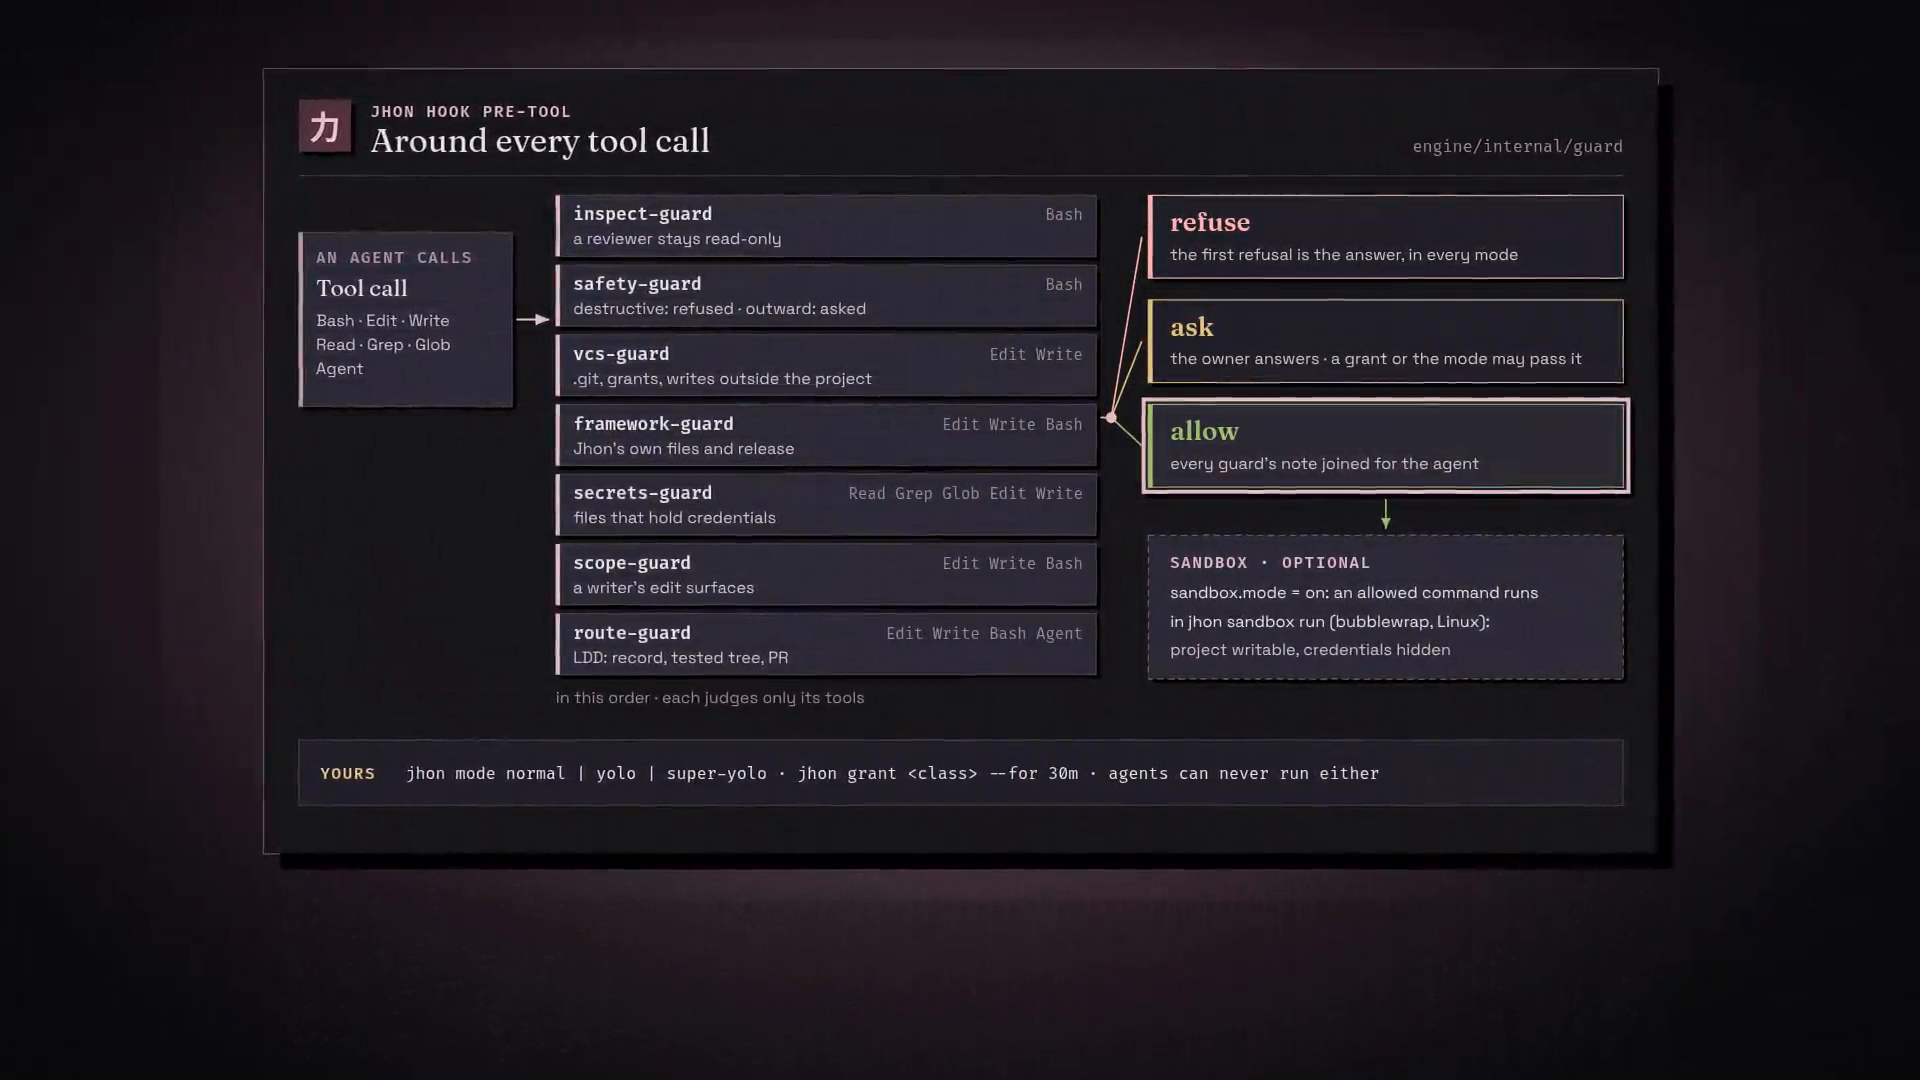 力
JHON HOOK PRE-TOOL
Around every tool call
engine/internal/guard
AN AGENT CALLS
Tool call
Bash · Edit · Write
Read · Grep · Glob
Agent
inspect-guard Bash
a reviewer stays read-only
safety-guard Bash
destructive: refused · outward: asked
vcs-guard Edit Write
.git, grants, writes outside the project
framework-guard Edit Write Bash
Jhon's own files and release
secrets-guard Read Grep Glob Edit Write
files that hold credentials
scope-guard Edit Write Bash
a writer's edit surfaces
route-guard Edit Write Bash Agent
LDD: record, tested tree, PR
in this order · each judges only its tools
refuse
the first refusal is the answer, in every mode
ask
the owner answers · a grant or the mode may pass it
allow
every guard's note joined for the agent
SANDBOX · OPTIONAL
sandbox.mode = on: an allowed command runs
in jhon sandbox run (bubblewrap, Linux):
project writable, credentials hidden
YOURS jhon mode normal | yolo | super-yolo · jhon grant <class> --for 30m · agents can never run either